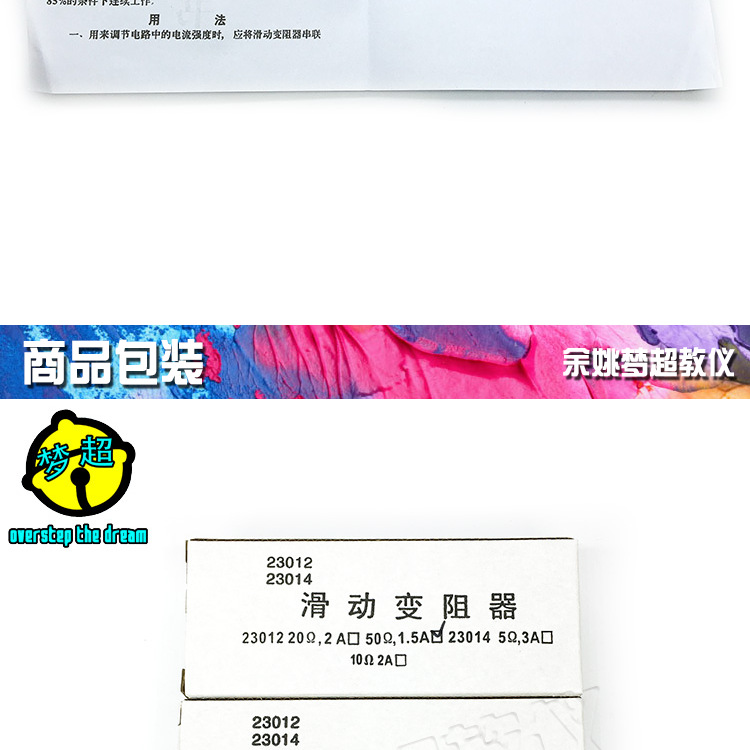 85%的条件下连续工作.
用 法
一、用来调节电路中的电流强度时, 应将滑动变阻器串联
商品包装
余姚梦超教仪
梦超
overstep the dream
23012
23014
滑动变阻器
23012 20Ω,2A□ 50Ω,1.5A☑ 23014 5Ω,3A□
10Ω 2A□
23012
23014